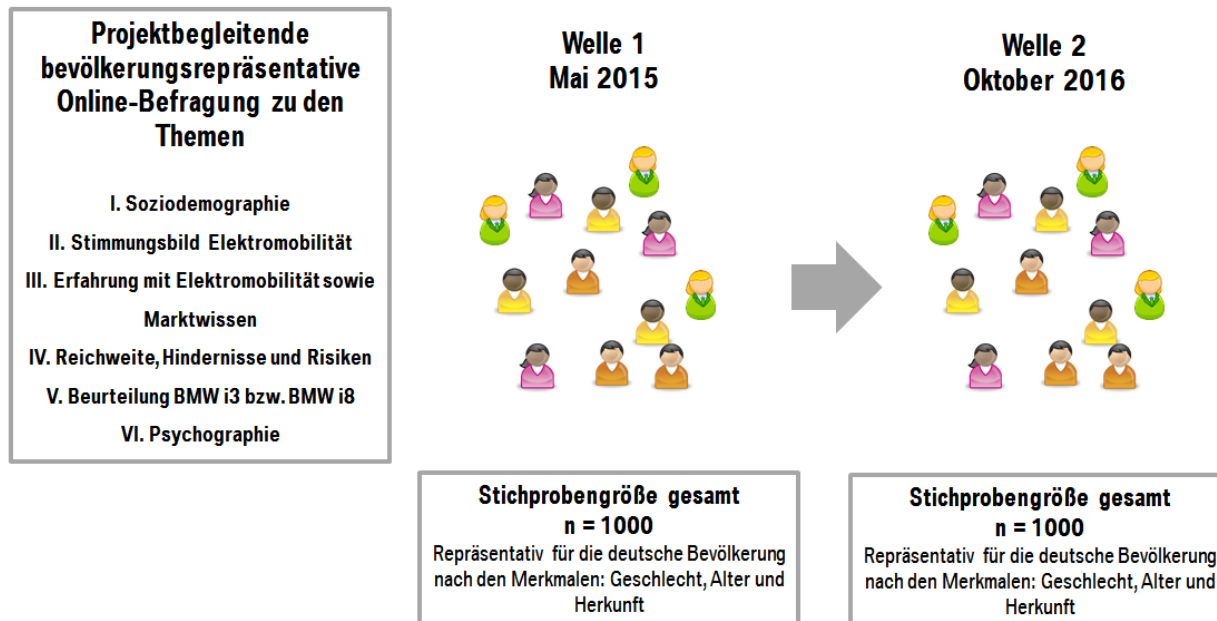 Projektbegleitende
bevölkerungsrepräsentative
Online-Befragung zu den
Themen
I. Soziodemographie
II. Stimmungsbild Elektromobilität
III. Erfahrung mit Elektromobilität sowie
Marktwissen
IV. Reichweite, Hindernisse und Risiken
V. Beurteilung BMW i3 bzw. BMW i8
VI. Psychographie
Welle 1
Mai 2015
Stichprobengröße gesamt
n = 1000
Repräsentativ für die deutsche Bevölkerung
nach den Merkmalen: Geschlecht, Alter und
Herkunft
Welle 2
Oktober 2016
Stichprobengröße gesamt
n = 1000
Repräsentativ für die deutsche Bevölkerung
nach den Merkmalen: Geschlecht, Alter und
Herkunft